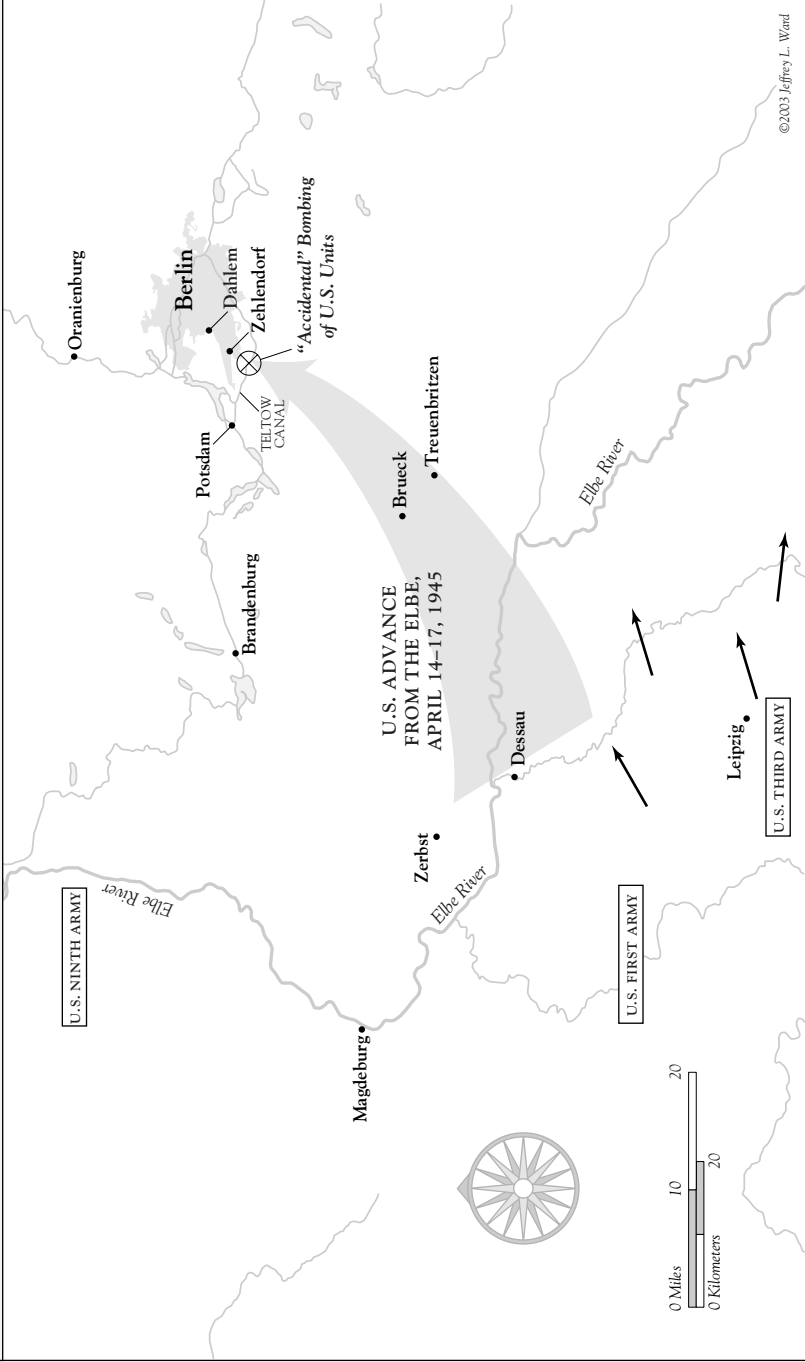 Oranienburg
Berlin
Dahlem
Zehlendorf
"Accidental" Bombing
of U.S. Units
Potsdam
TELTOW
CANAL
Brandenburg
Brueck
Treuenbritzen
U.S. ADVANCE
FROM THE ELBE,
APRIL 14–17, 1945
Elbe River
U.S. NINTH ARMY
Elbe River
Magdeburg
Zerbst
Elbe River
Dessau
Leipzig
U.S. THIRD ARMY
U.S. FIRST ARMY
0 Miles
10
20
0 Kilometers
20
©2003 Jeffrey L. Ward